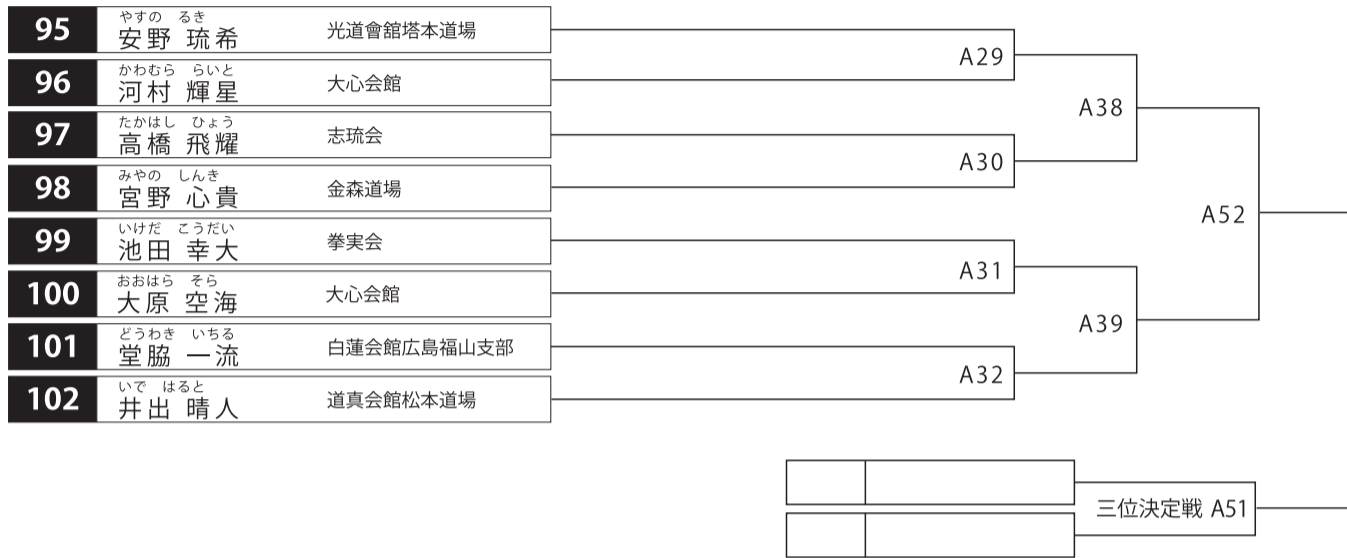 95 やすの るき 安野 琉希 光道會舘塔本道場
96 かわむら らいと 河村 輝星 大心会館
97 たかはし ひょう 高橋 飛耀 志琉会
98 みやの しんき 宮野 心貴 金森道場
99 いけだ こうだい 池田 幸大 拳実会
100 おおはら そら 大原 空海 大心会館
101 どうわき いちる 堂脇 一流 白蓮会館広島福山支部
102 いで はると 井出 晴人 道真会館松本道場
A29
A38
A30
A52
A31
A39
A32
三位決定戦 A51